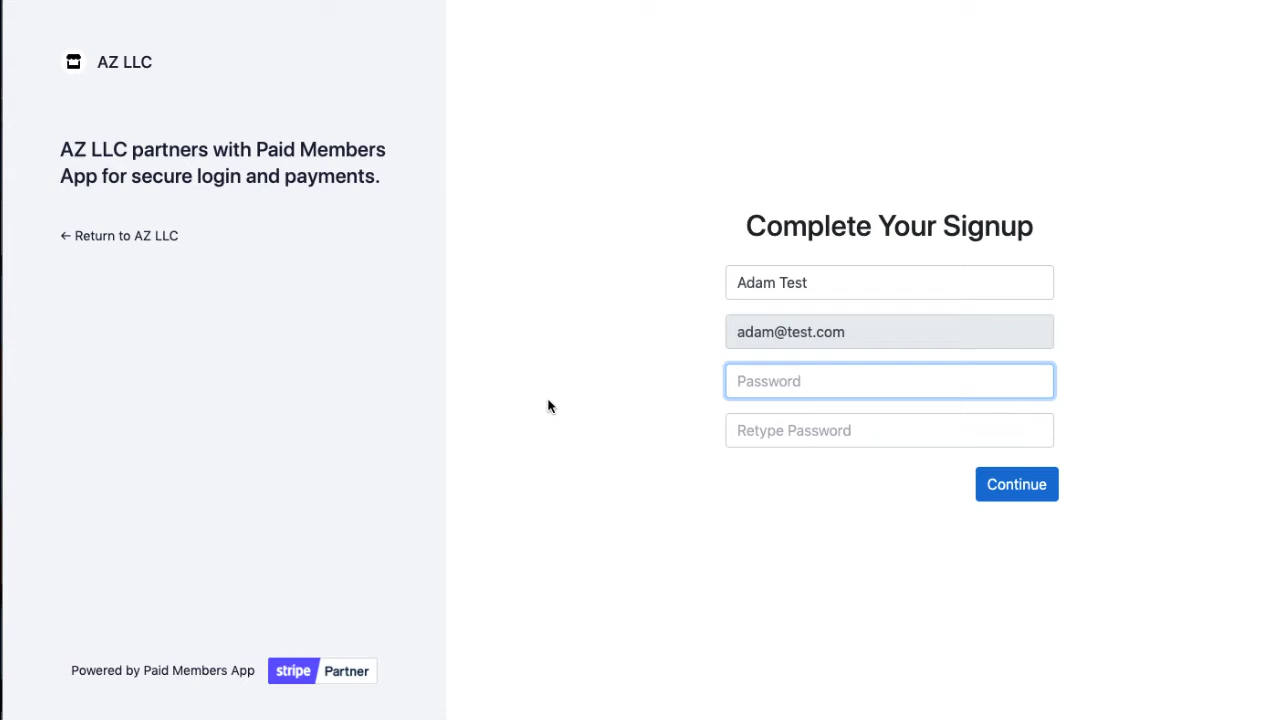 AZ LLC
AZ LLC partners with Paid Members
App for secure login and payments.
← Return to AZ LLC
Complete Your Signup
Adam Test
adam@test.com
Password
Retype Password
Continue
Powered by Paid Members App
stripe Partner